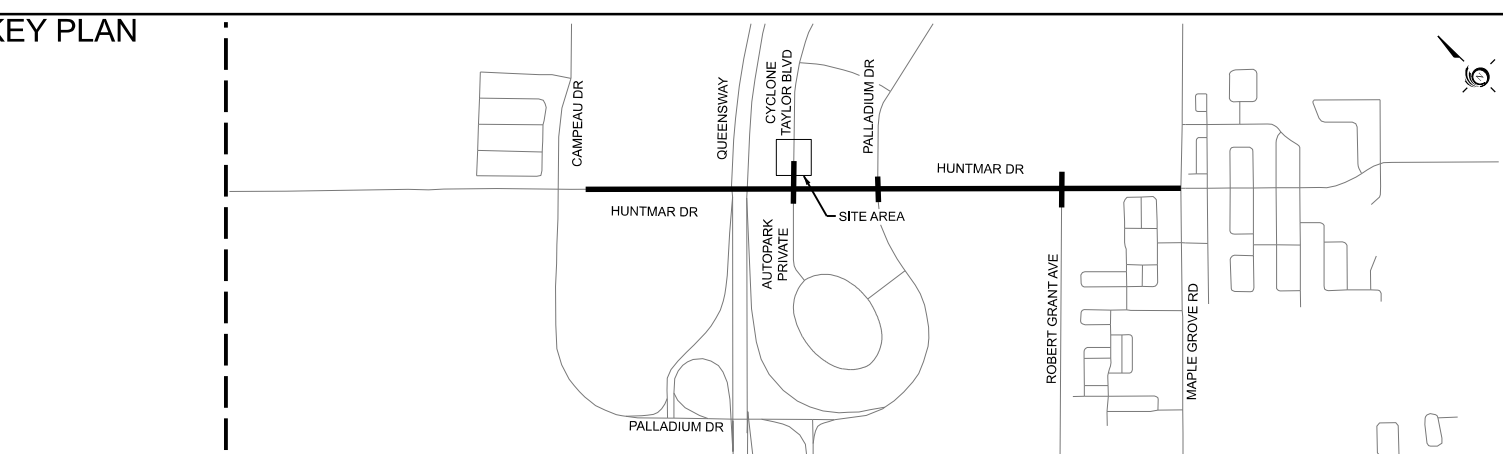 KEY PLAN
CAMPEAU DR
QUEENSWAY
CYCLONE
TAYLOR BLVD
PALLADIUM DR
HUNTMAR DR
HUNTMAR DR
SITE AREA
AUTOPARK
PRIVATE
ROBERT GRANT AVE
MAPLE GROVE RD
PALLADIUM DR